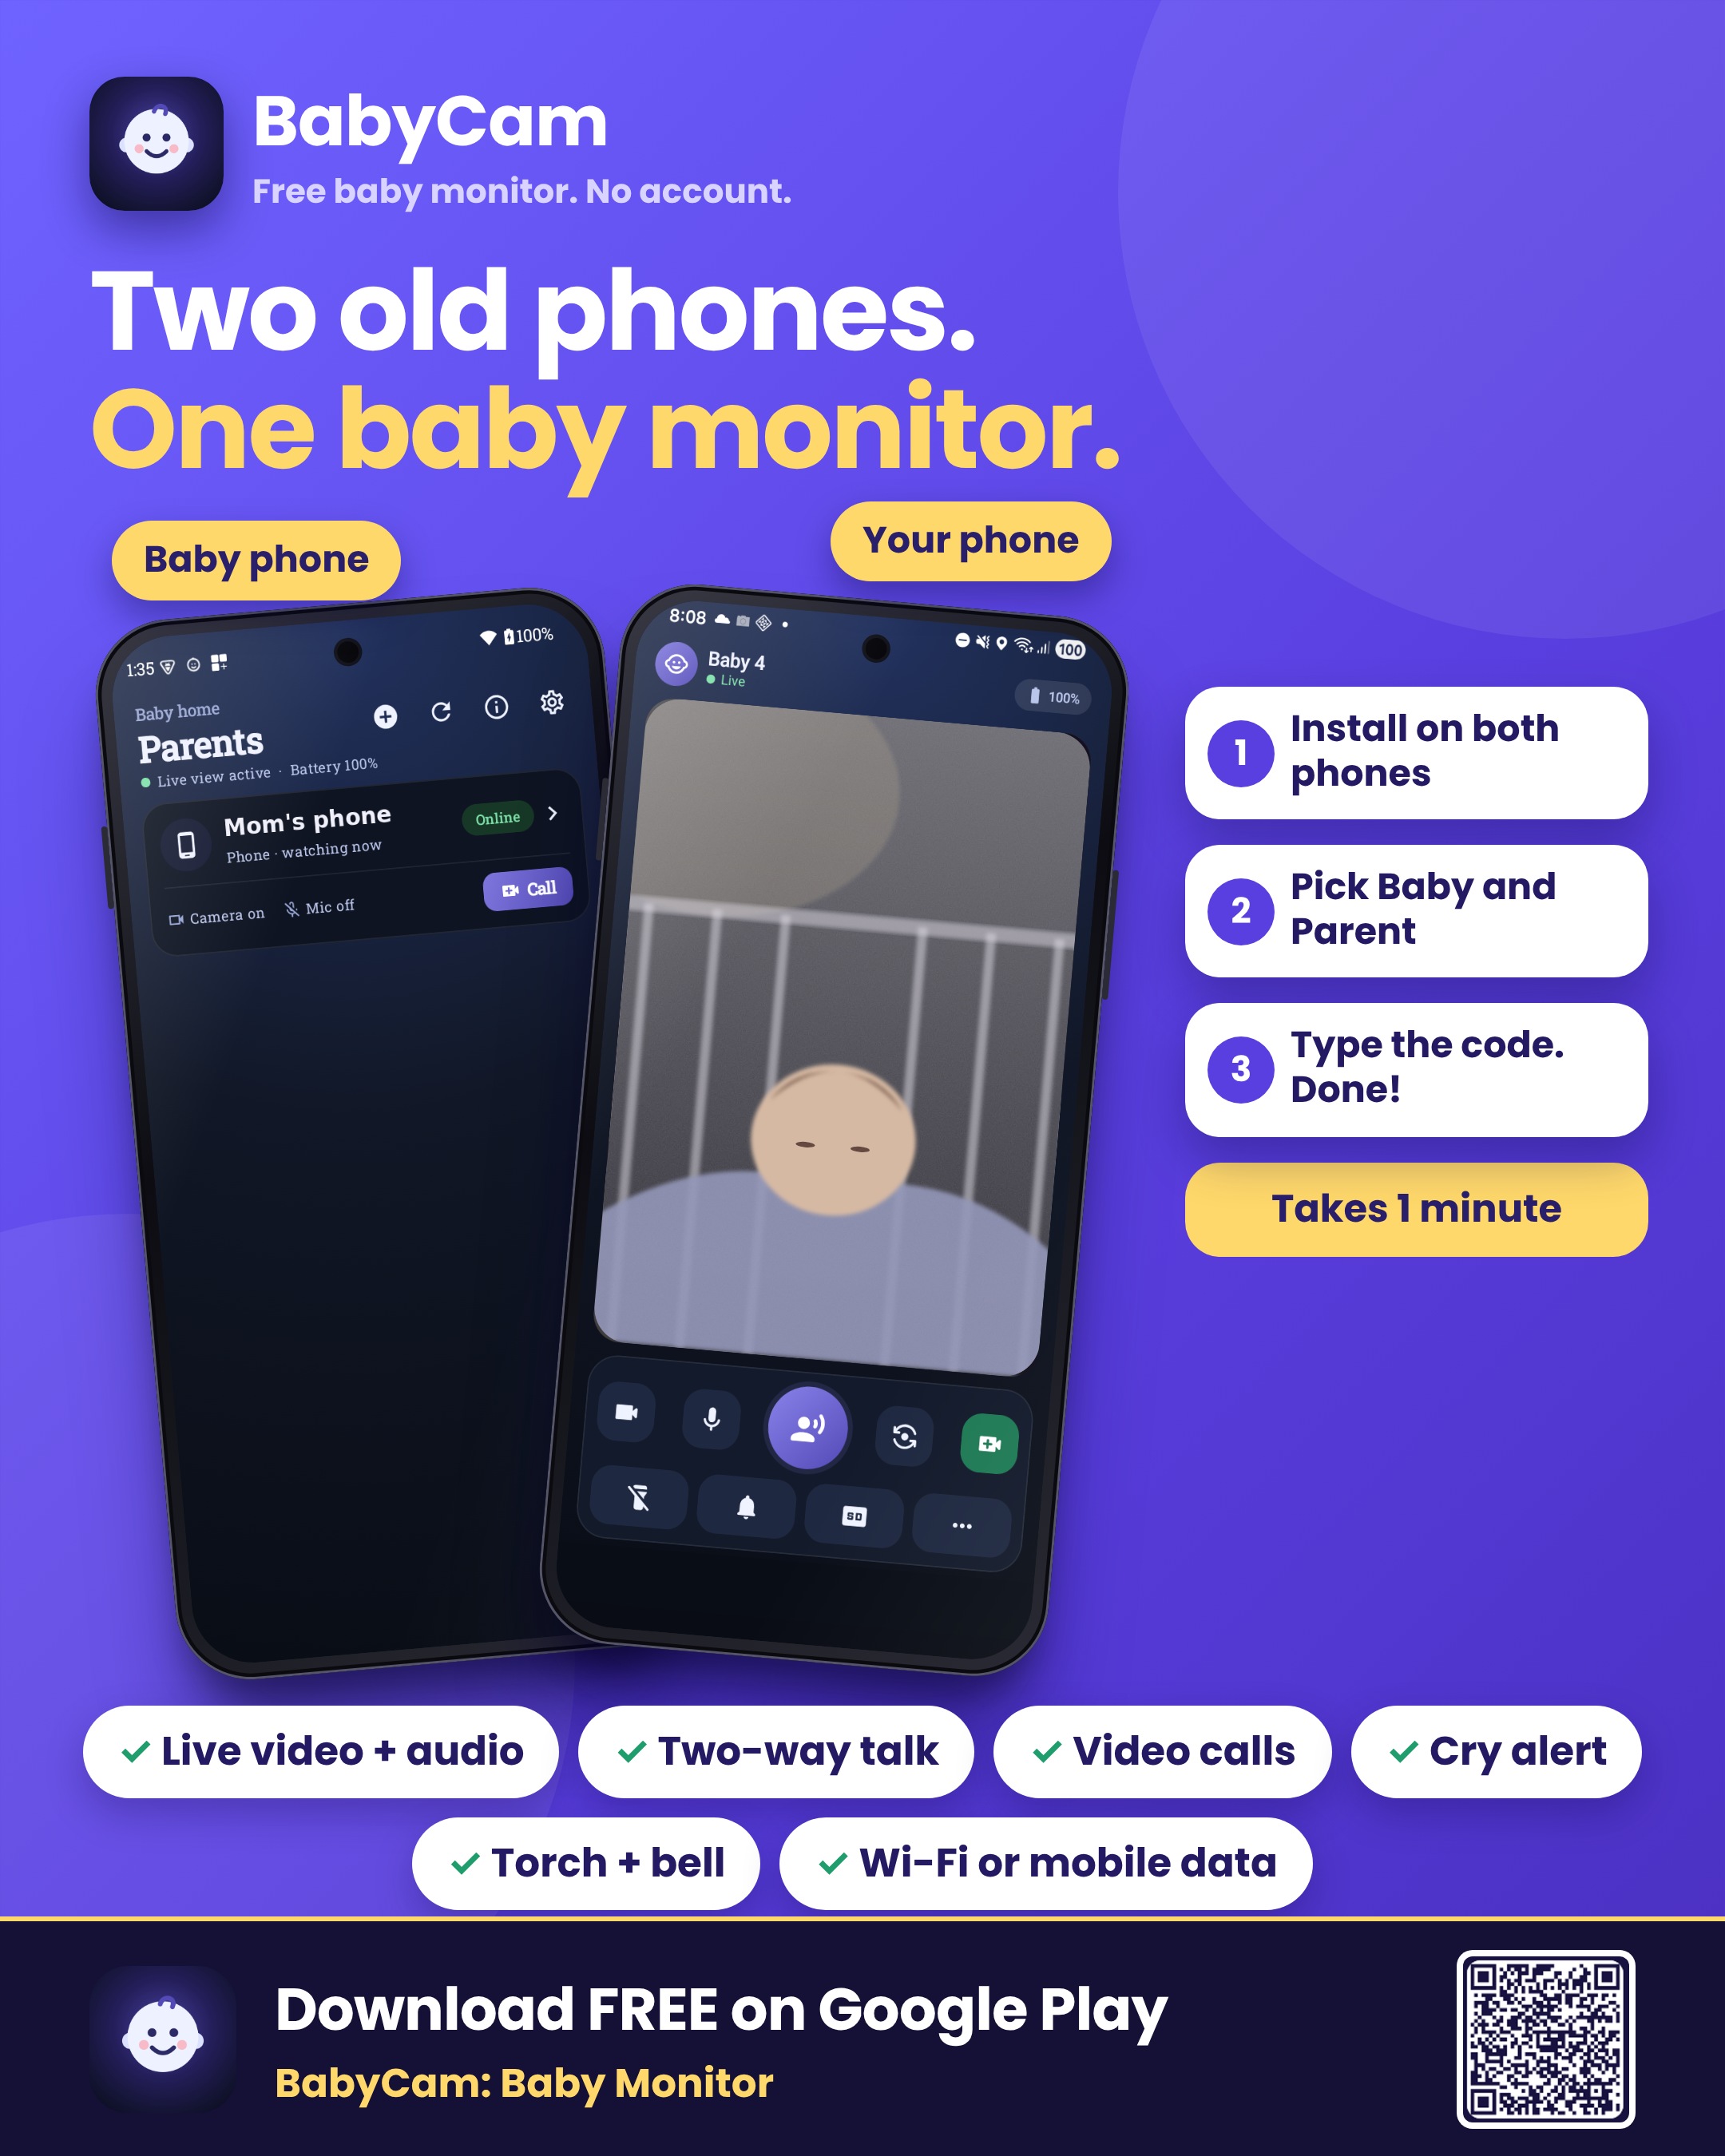 BabyCam
Free baby monitor. No account.
Two old phones.
One baby monitor.
Baby phone
Your phone
1:35
100%
Baby home
Parents
Live view active · Battery 100%
Mom's phone
Phone · watching now
Online
Camera on
Mic off
Call
8:08
100
Baby 4
Live
100%
SD
1
Install on both
phones
2
Pick Baby and
Parent
3
Type the code.
Done!
Takes 1 minute
Live video + audio
Two-way talk
Video calls
Cry alert
Torch + bell
Wi-Fi or mobile data
Download FREE on Google Play
BabyCam: Baby Monitor